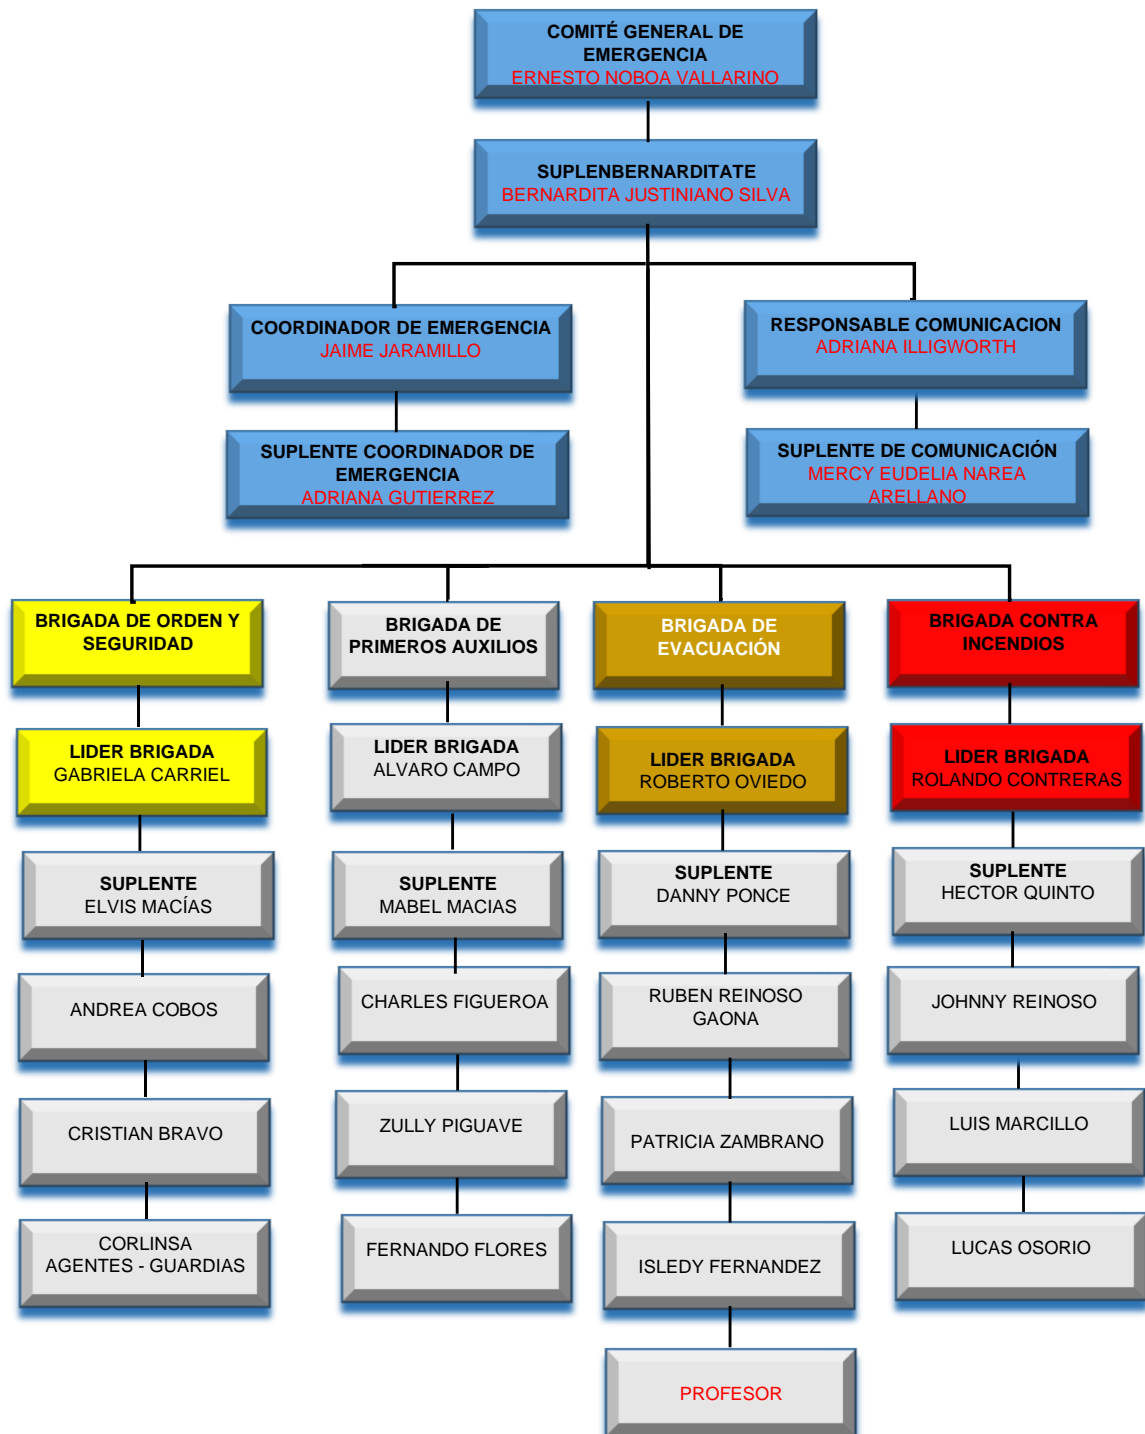 COMITÉ GENERAL DE
EMERGENCIA
ERNESTO NOBOA VALLARINO
SUPLENBERNARDITATE
BERNARDITA JUSTINIANO SILVA
COORDINADOR DE EMERGENCIA
JAIME JARAMILLO
RESPONSABLE COMUNICACION
ADRIANA ILLIGWORTH
SUPLENTE COORDINADOR DE
EMERGENCIA
ADRIANA GUTIERREZ
SUPLENTE DE COMUNICACIÓN
MERCY EUDELIA NAREA
ARELLANO
BRIGADA DE ORDEN Y
SEGURIDAD
LIDER BRIGADA
GABRIELA CARRIEL
SUPLENTE
ELVIS MACÍAS
ANDREA COBOS
CRISTIAN BRAVO
CORLINSA
AGENTES - GUARDIAS
BRIGADA DE
PRIMEROS AUXILIOS
LIDER BRIGADA
ALVARO CAMPO
SUPLENTE
MABEL MACIAS
CHARLES FIGUEROA
ZULLY PIGUAVE
FERNANDO FLORES
BRIGADA DE
EVACUACIÓN
LIDER BRIGADA
ROBERTO OVIEDO
SUPLENTE
DANNY PONCE
RUBEN REINOSO
GAONA
PATRICIA ZAMBRANO
ISLEDY FERNANDEZ
PROFESOR
BRIGADA CONTRA
INCENDIOS
LIDER BRIGADA
ROLANDO CONTRERAS
SUPLENTE
HECTOR QUINTO
JOHNNY REINOSO
LUIS MARCILLO
LUCAS OSORIO